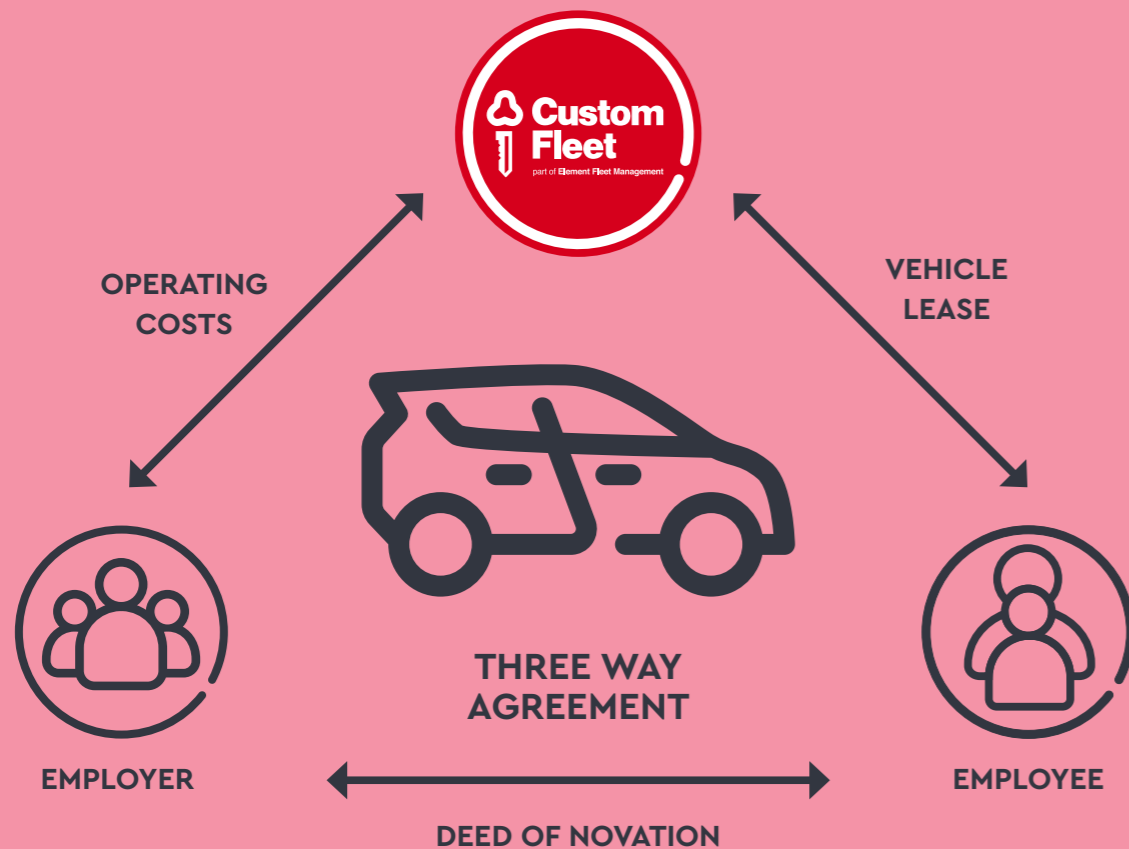 Custom
Fleet
part of Element Fleet Management
OPERATING
COSTS
VEHICLE
LEASE
THREE WAY
AGREEMENT
EMPLOYER
EMPLOYEE
DEED OF NOVATION